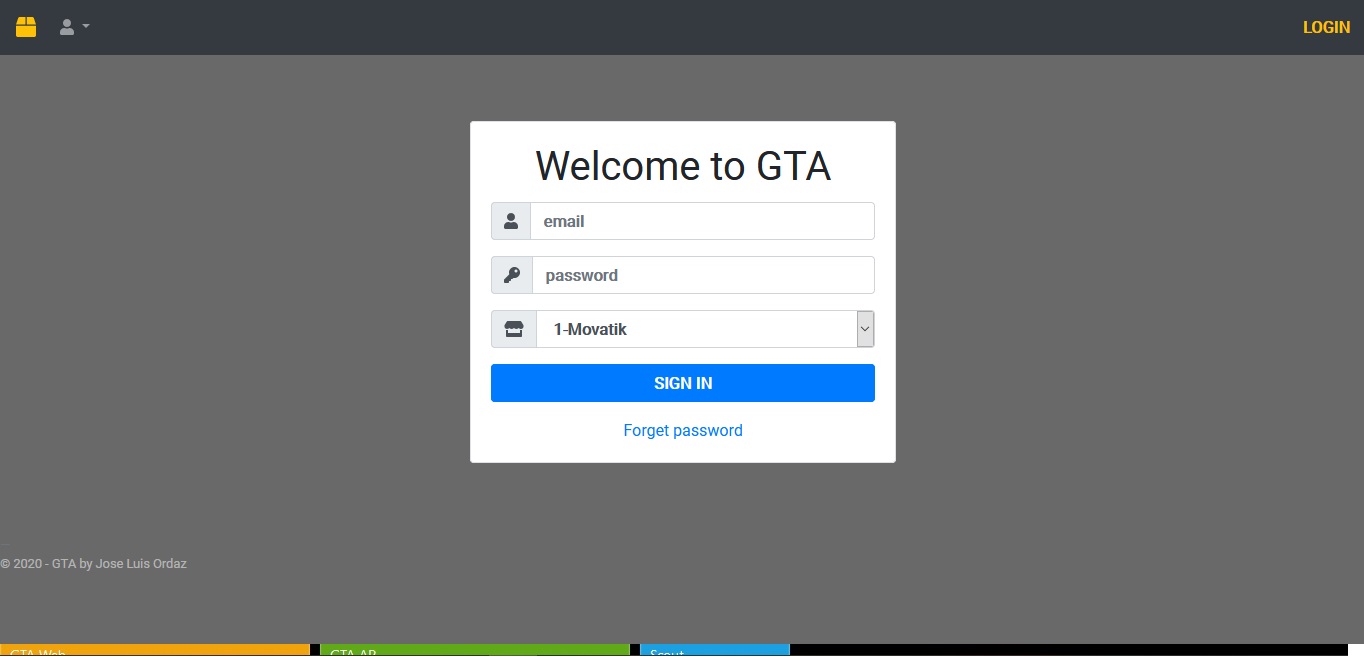 LOGIN
Welcome to GTA
email
password
1-Movatik
SIGN IN
Forget password
© 2020 - GTA by Jose Luis Ordaz
GTA Web
GTA AR
Scout